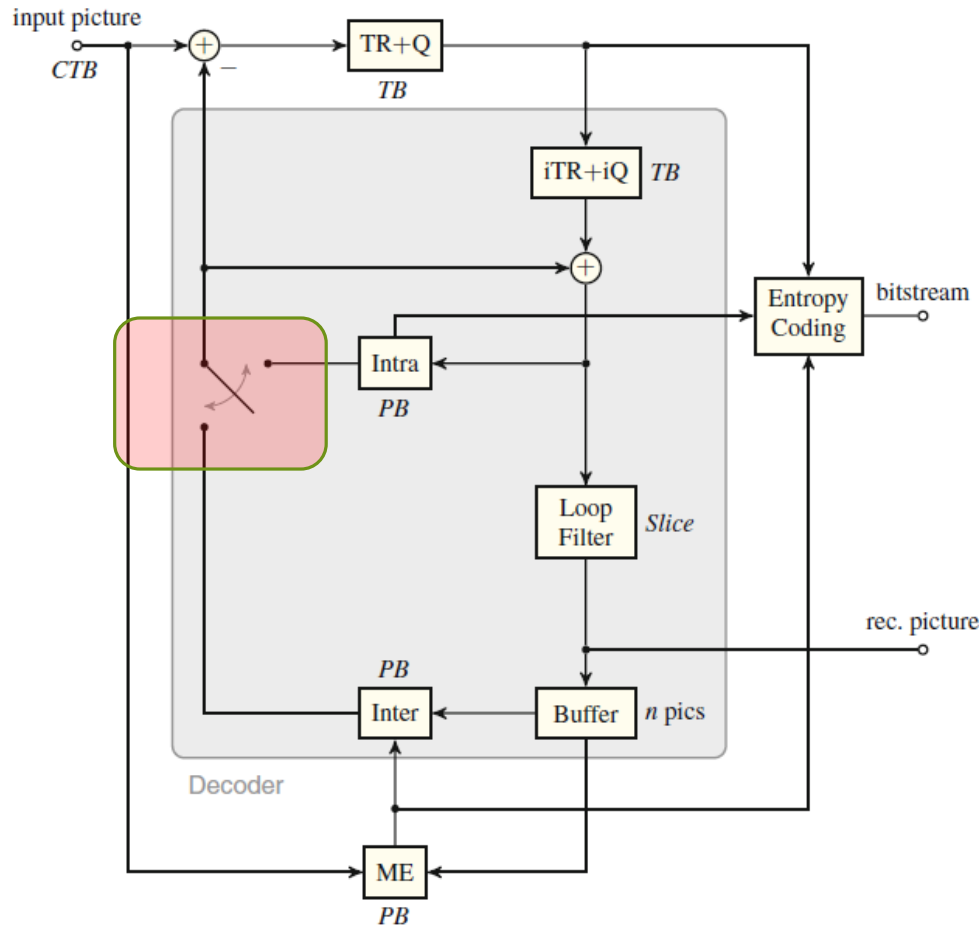 input picture
CTB
+
−
TR+Q
TB
iTR+iQ
TB
+
Entropy
Coding
bitstream
Intra
PB
Loop
Filter
Slice
rec. picture
PB
Inter
Buffer
n pics
Decoder
ME
PB